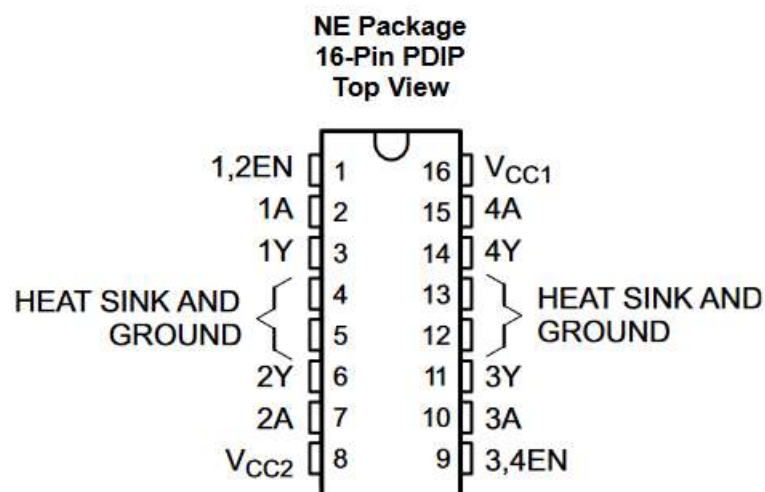 NE Package
16-Pin PDIP
Top View
1,2EN 1 16 VCC1
1A 2 15 4A
1Y 3 14 4Y
HEAT SINK AND 4 13 HEAT SINK AND
GROUND 5 12 GROUND
2Y 6 11 3Y
2A 7 10 3A
VCC2 8 9 3,4EN